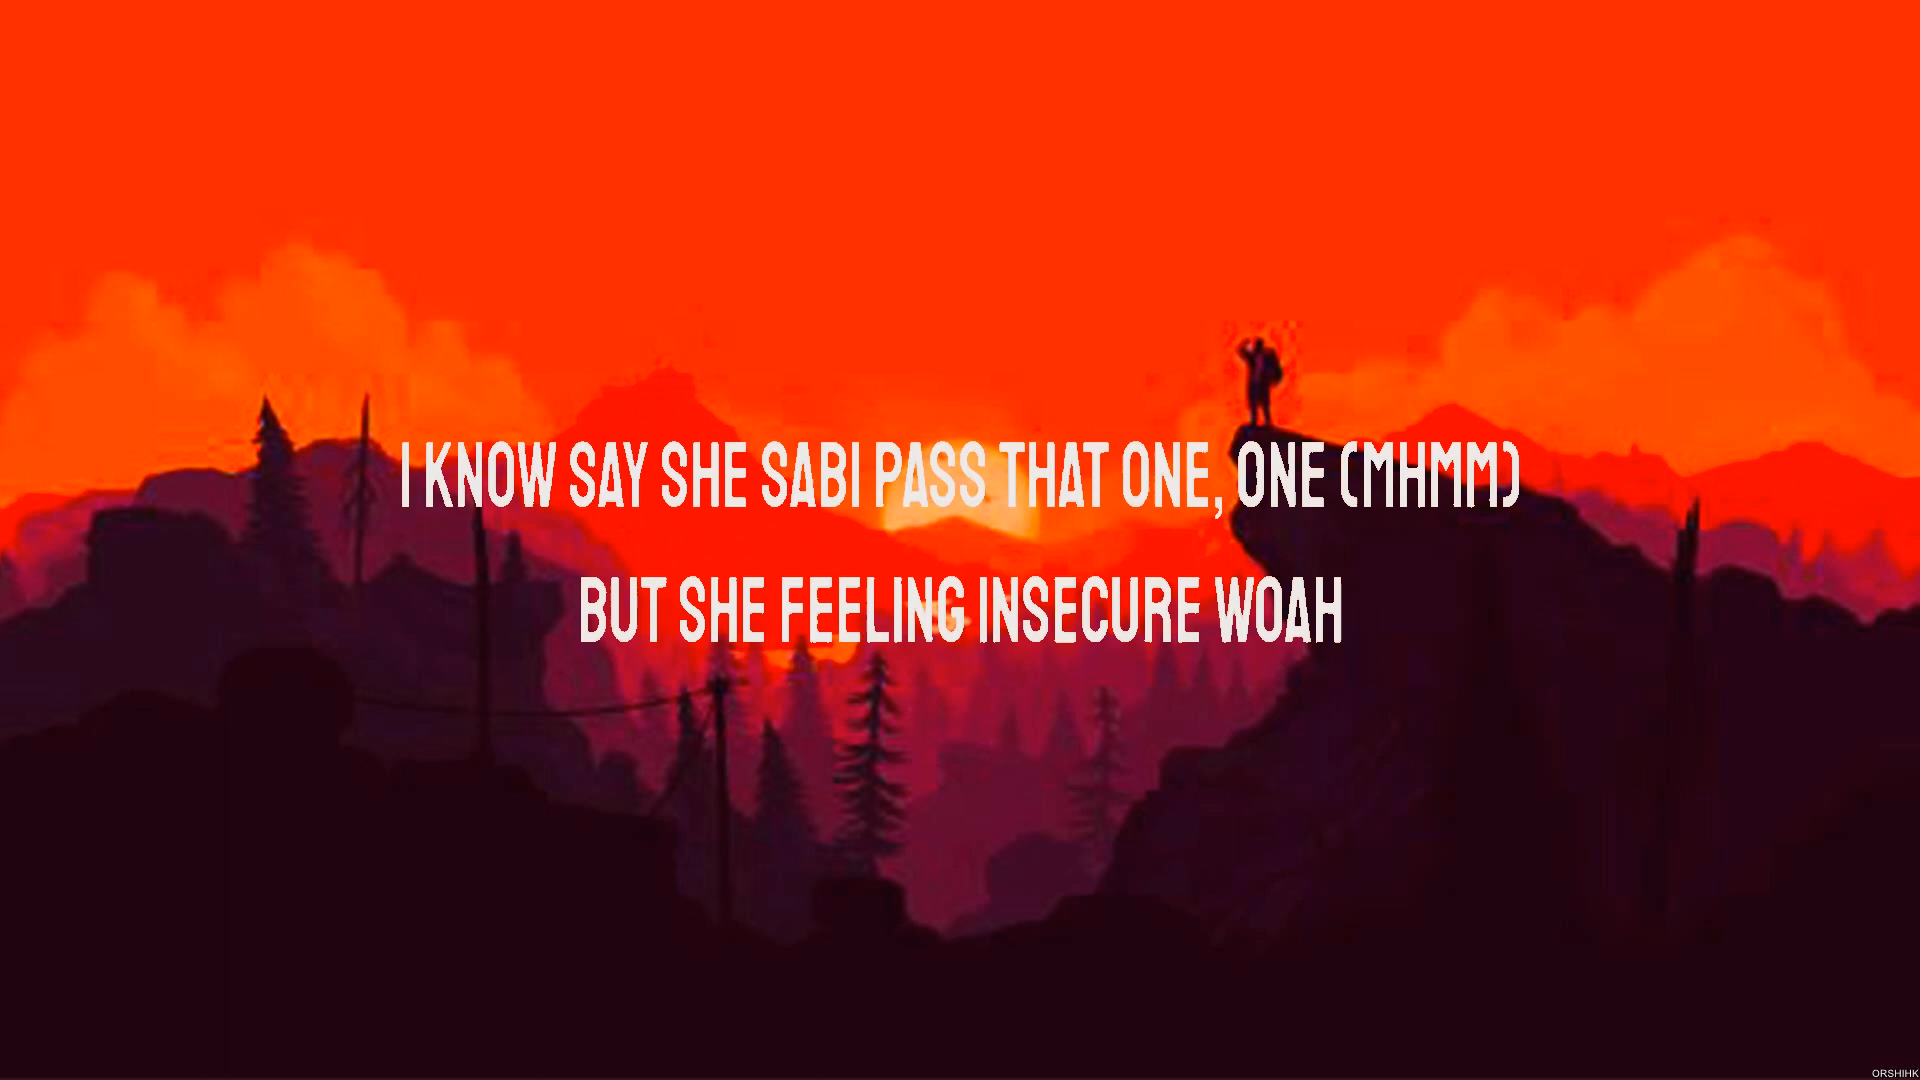 I KNOW SAY SHE SABI PASS THAT ONE, ONE (MHMM)
BUT SHE FEELING INSECURE WOAH
ORSHIHK